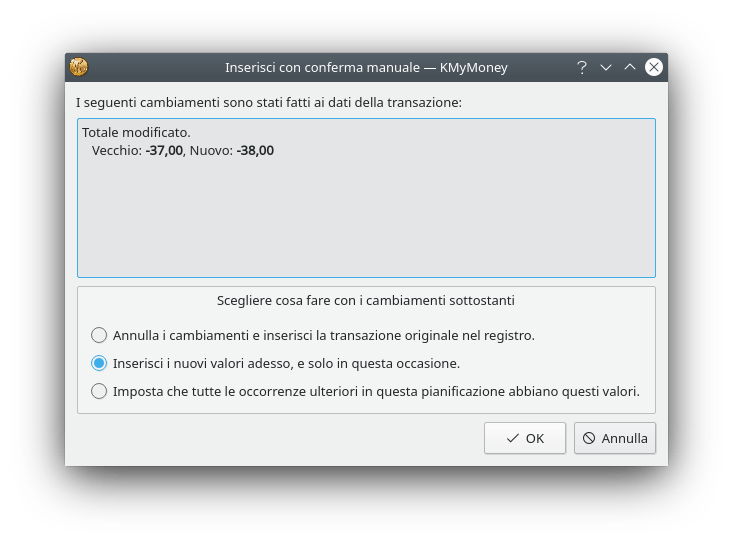 Inserisci con conferma manuale — KMyMoney
I seguenti cambiamenti sono stati fatti ai dati della transazione:
Totale modificato.
Vecchio: -37,00, Nuovo: -38,00
Scegliere cosa fare con i cambiamenti sottostanti
Annulla i cambiamenti e inserisci la transazione originale nel registro.
Inserisci i nuovi valori adesso, e solo in questa occasione.
Imposta che tutte le occorrenze ulteriori in questa pianificazione abbiano questi valori.
OK
Annulla